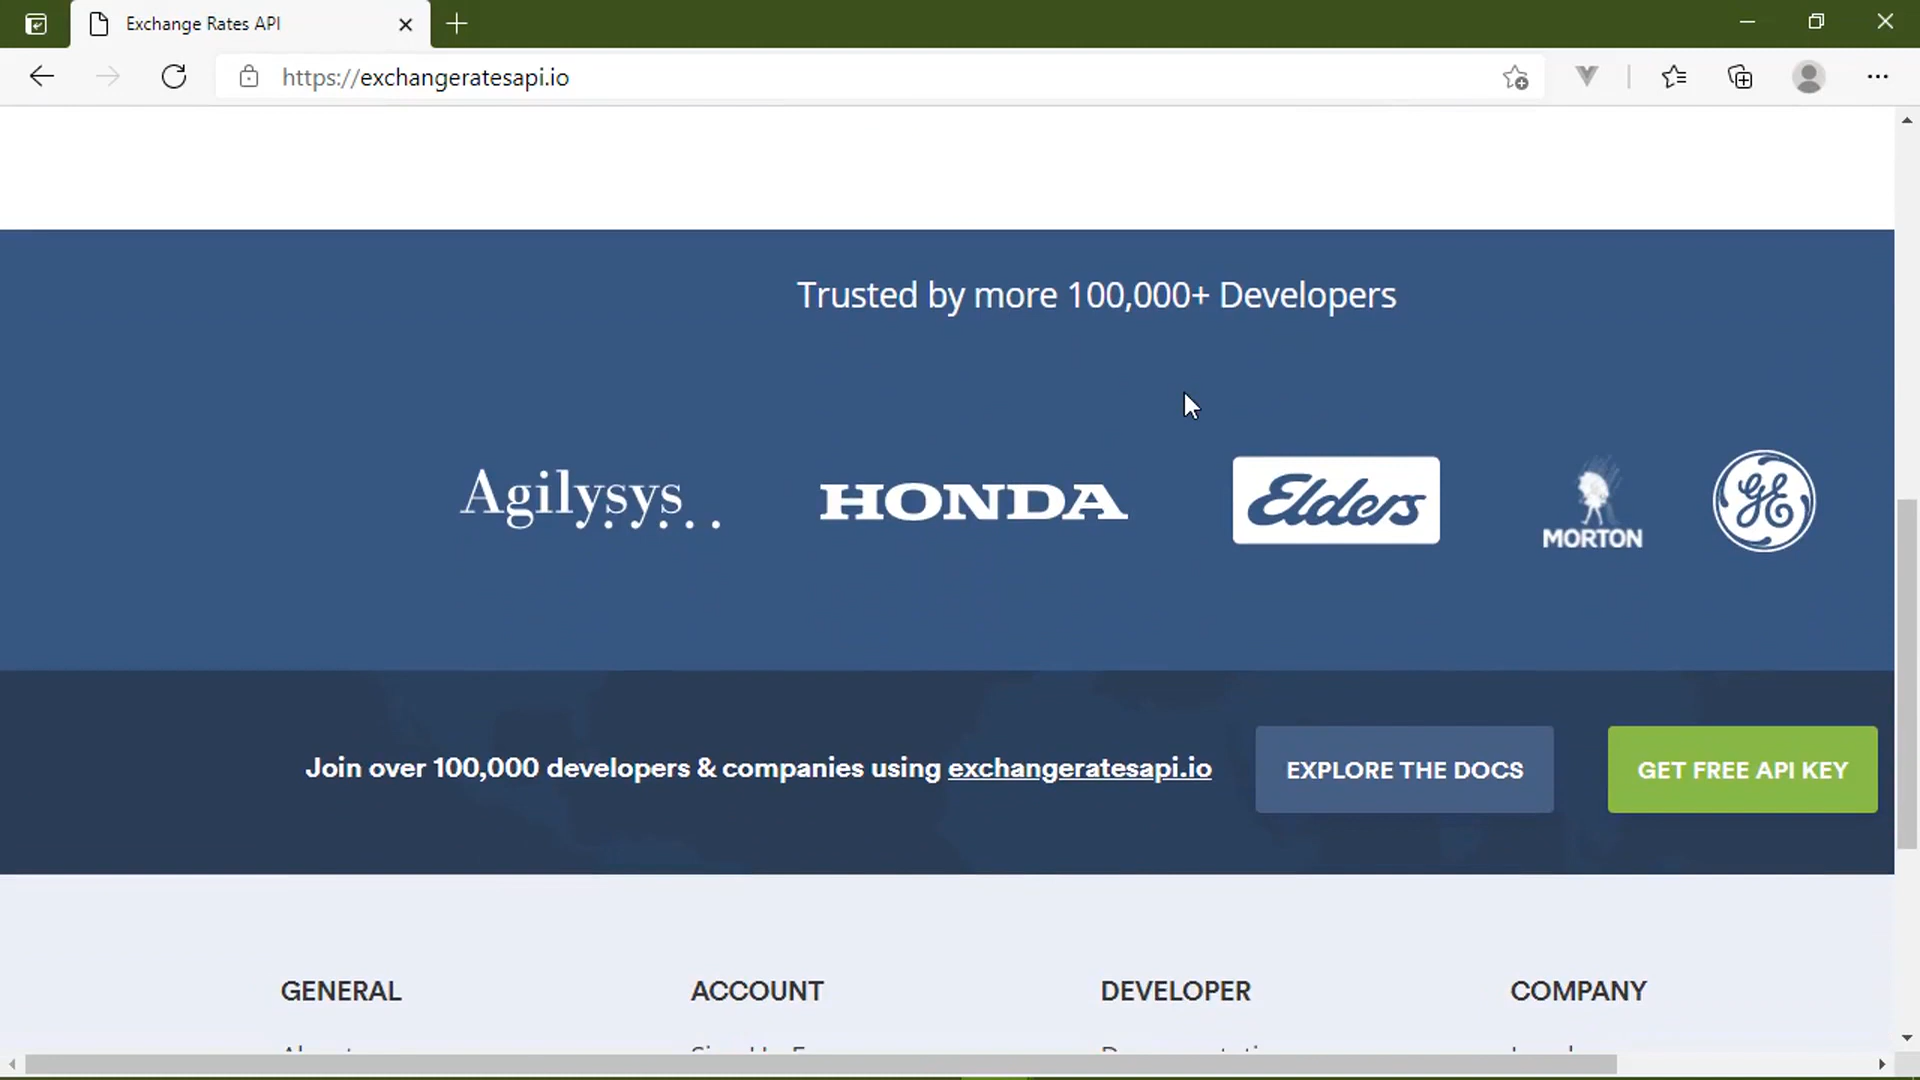 Exchange Rates API
https://exchangeratesapi.io
Trusted by more 100,000+ Developers
Agilysys
HONDA
Elders
MORTON
GE
Join over 100,000 developers & companies using exchangeratesapi.io
EXPLORE THE DOCS
GET FREE API KEY
GENERAL
ACCOUNT
DEVELOPER
COMPANY